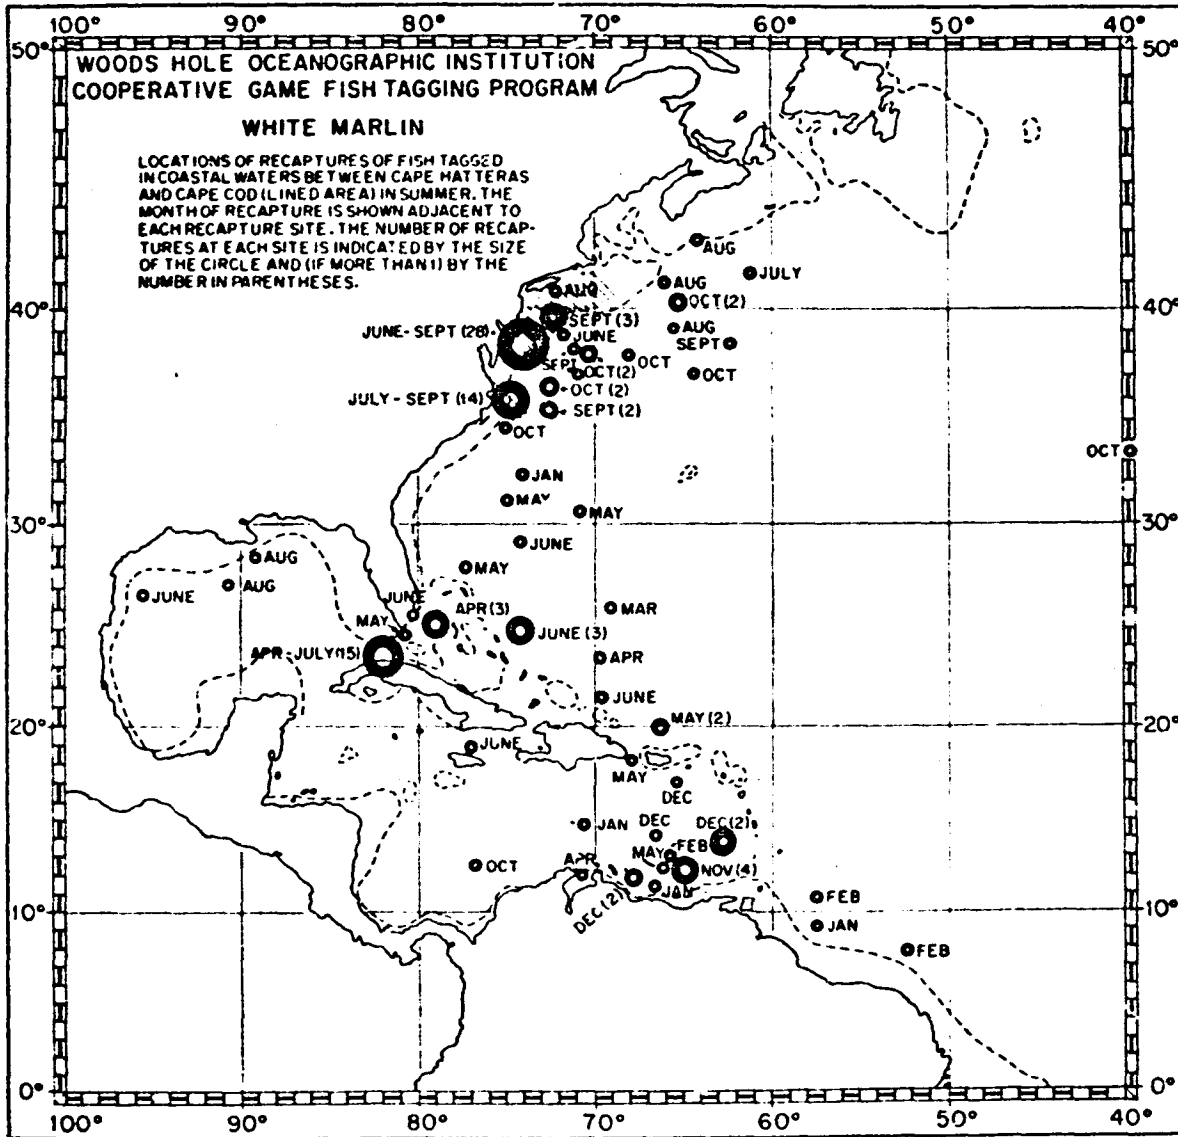 100° 90° 80° 70° 60° 50° 40°
50° 50°
WOODS HOLE OCEANOGRAPHIC INSTITUTION
COOPERATIVE GAME FISH TAGGING PROGRAM
WHITE MARLIN
LOCATIONS OF RECAPTURES OF FISH TAGGED
IN COASTAL WATERS BETWEEN CAPE HATTERAS
AND CAPE COD (LINED AREA) IN SUMMER. THE
MONTH OF RECAPTURE IS SHOWN ADJACENT TO
EACH RECAPTURE SITE. THE NUMBER OF RECAP-
TURES AT EACH SITE IS INDICATED BY THE SIZE
OF THE CIRCLE AND (IF MORE THAN 1) BY THE
NUMBER IN PARENTHESES.
AUG
JULY
AUG
AUG
OCT (2)
40° 40°
SEPT (3)
JUNE-SEPT (28)
JUNE
AUG
SEPT
SEPT
OCT
OCT (2)
OCT
OCT (2)
JULY-SEPT (14)
SEPT (2)
OCT
OCT
JAN
MAY
MAY
30° 30°
JUNE
AUG
MAY
AUG
JUNE
JUNE
APR (3)
MAR
MAY
JUNE (3)
APR-JULY (15)
APR
JUNE
MAY (2)
20° 20°
JUNE
MAY
DEC
JAN
DEC
DEC (2)
FEB
MAY
APR
OCT
NOV (4)
JAN
DEC (2)
FEB
10° 10°
JAN
FEB
0° 0°
100° 90° 80° 70° 60° 50° 40°